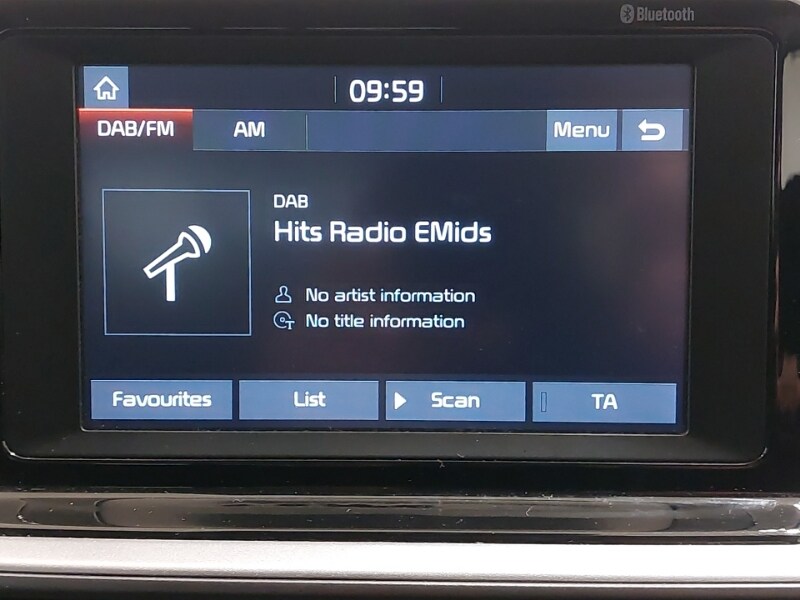 Bluetooth
09:59
DAB/FM AM Menu
DAB
Hits Radio EMids
No artist information
No title information
Favourites List Scan TA